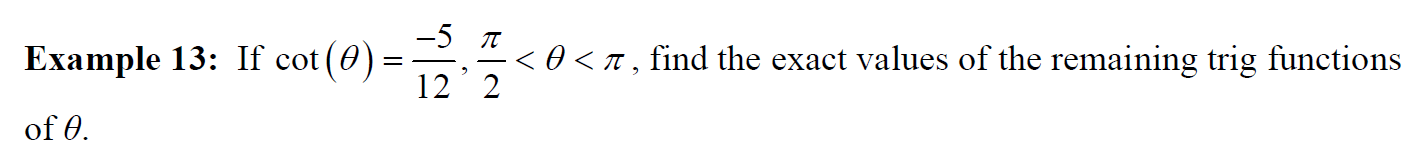 Example 13: If cot(θ) = -5/12, π/2 < θ < π, find the exact values of the remaining trig functions
of θ.